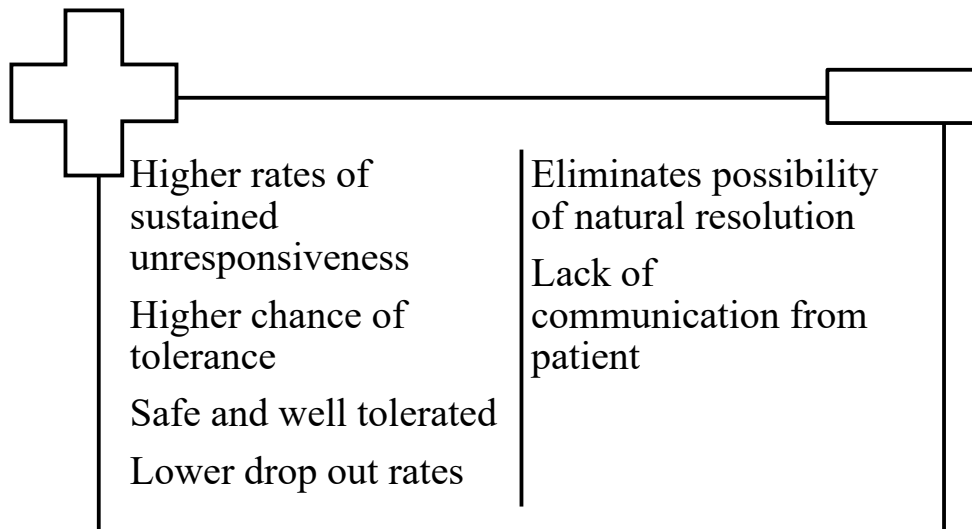 Higher rates of
sustained
unresponsiveness
Higher chance of
tolerance
Safe and well tolerated
Lower drop out rates
Eliminates possibility
of natural resolution
Lack of
communication from
patient